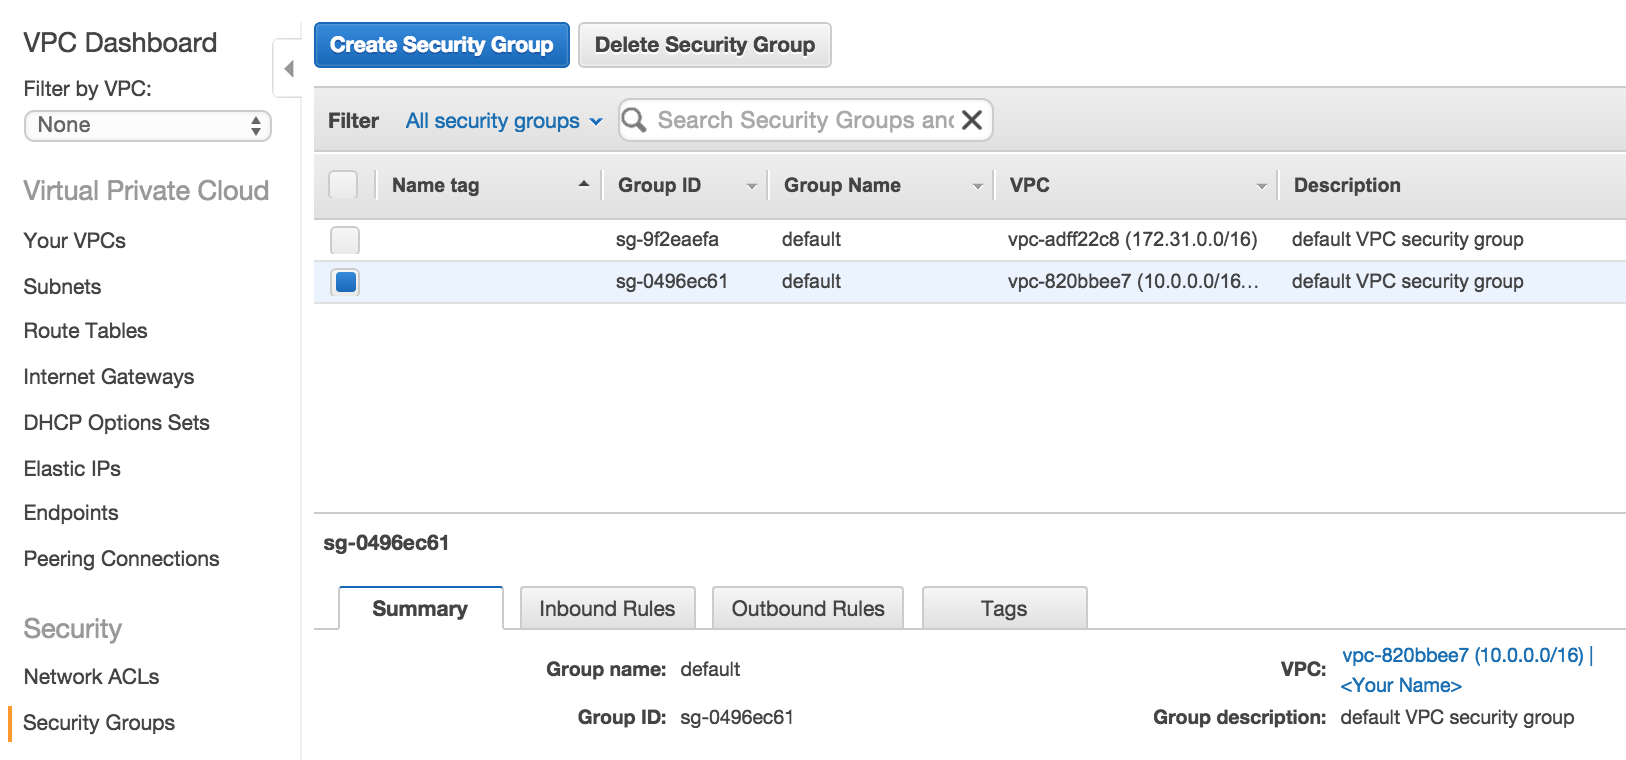 VPC Dashboard
Filter by VPC:
None
Virtual Private Cloud
Your VPCs
Subnets
Route Tables
Internet Gateways
DHCP Options Sets
Elastic IPs
Endpoints
Peering Connections
Security
Network ACLs
Security Groups
Create Security Group Delete Security Group
Filter All security groups Search Security Groups and
Name tag Group ID Group Name VPC Description
sg-9f2eaefa default vpc-adff22c8 (172.31.0.0/16) default VPC security group
sg-0496ec61 default vpc-820bbee7 (10.0.0.0/16... default VPC security group
sg-0496ec61
Summary Inbound Rules Outbound Rules Tags
Group name: default VPC: vpc-820bbee7 (10.0.0.0/16) |
<Your Name>
Group ID: sg-0496ec61 Group description: default VPC security group